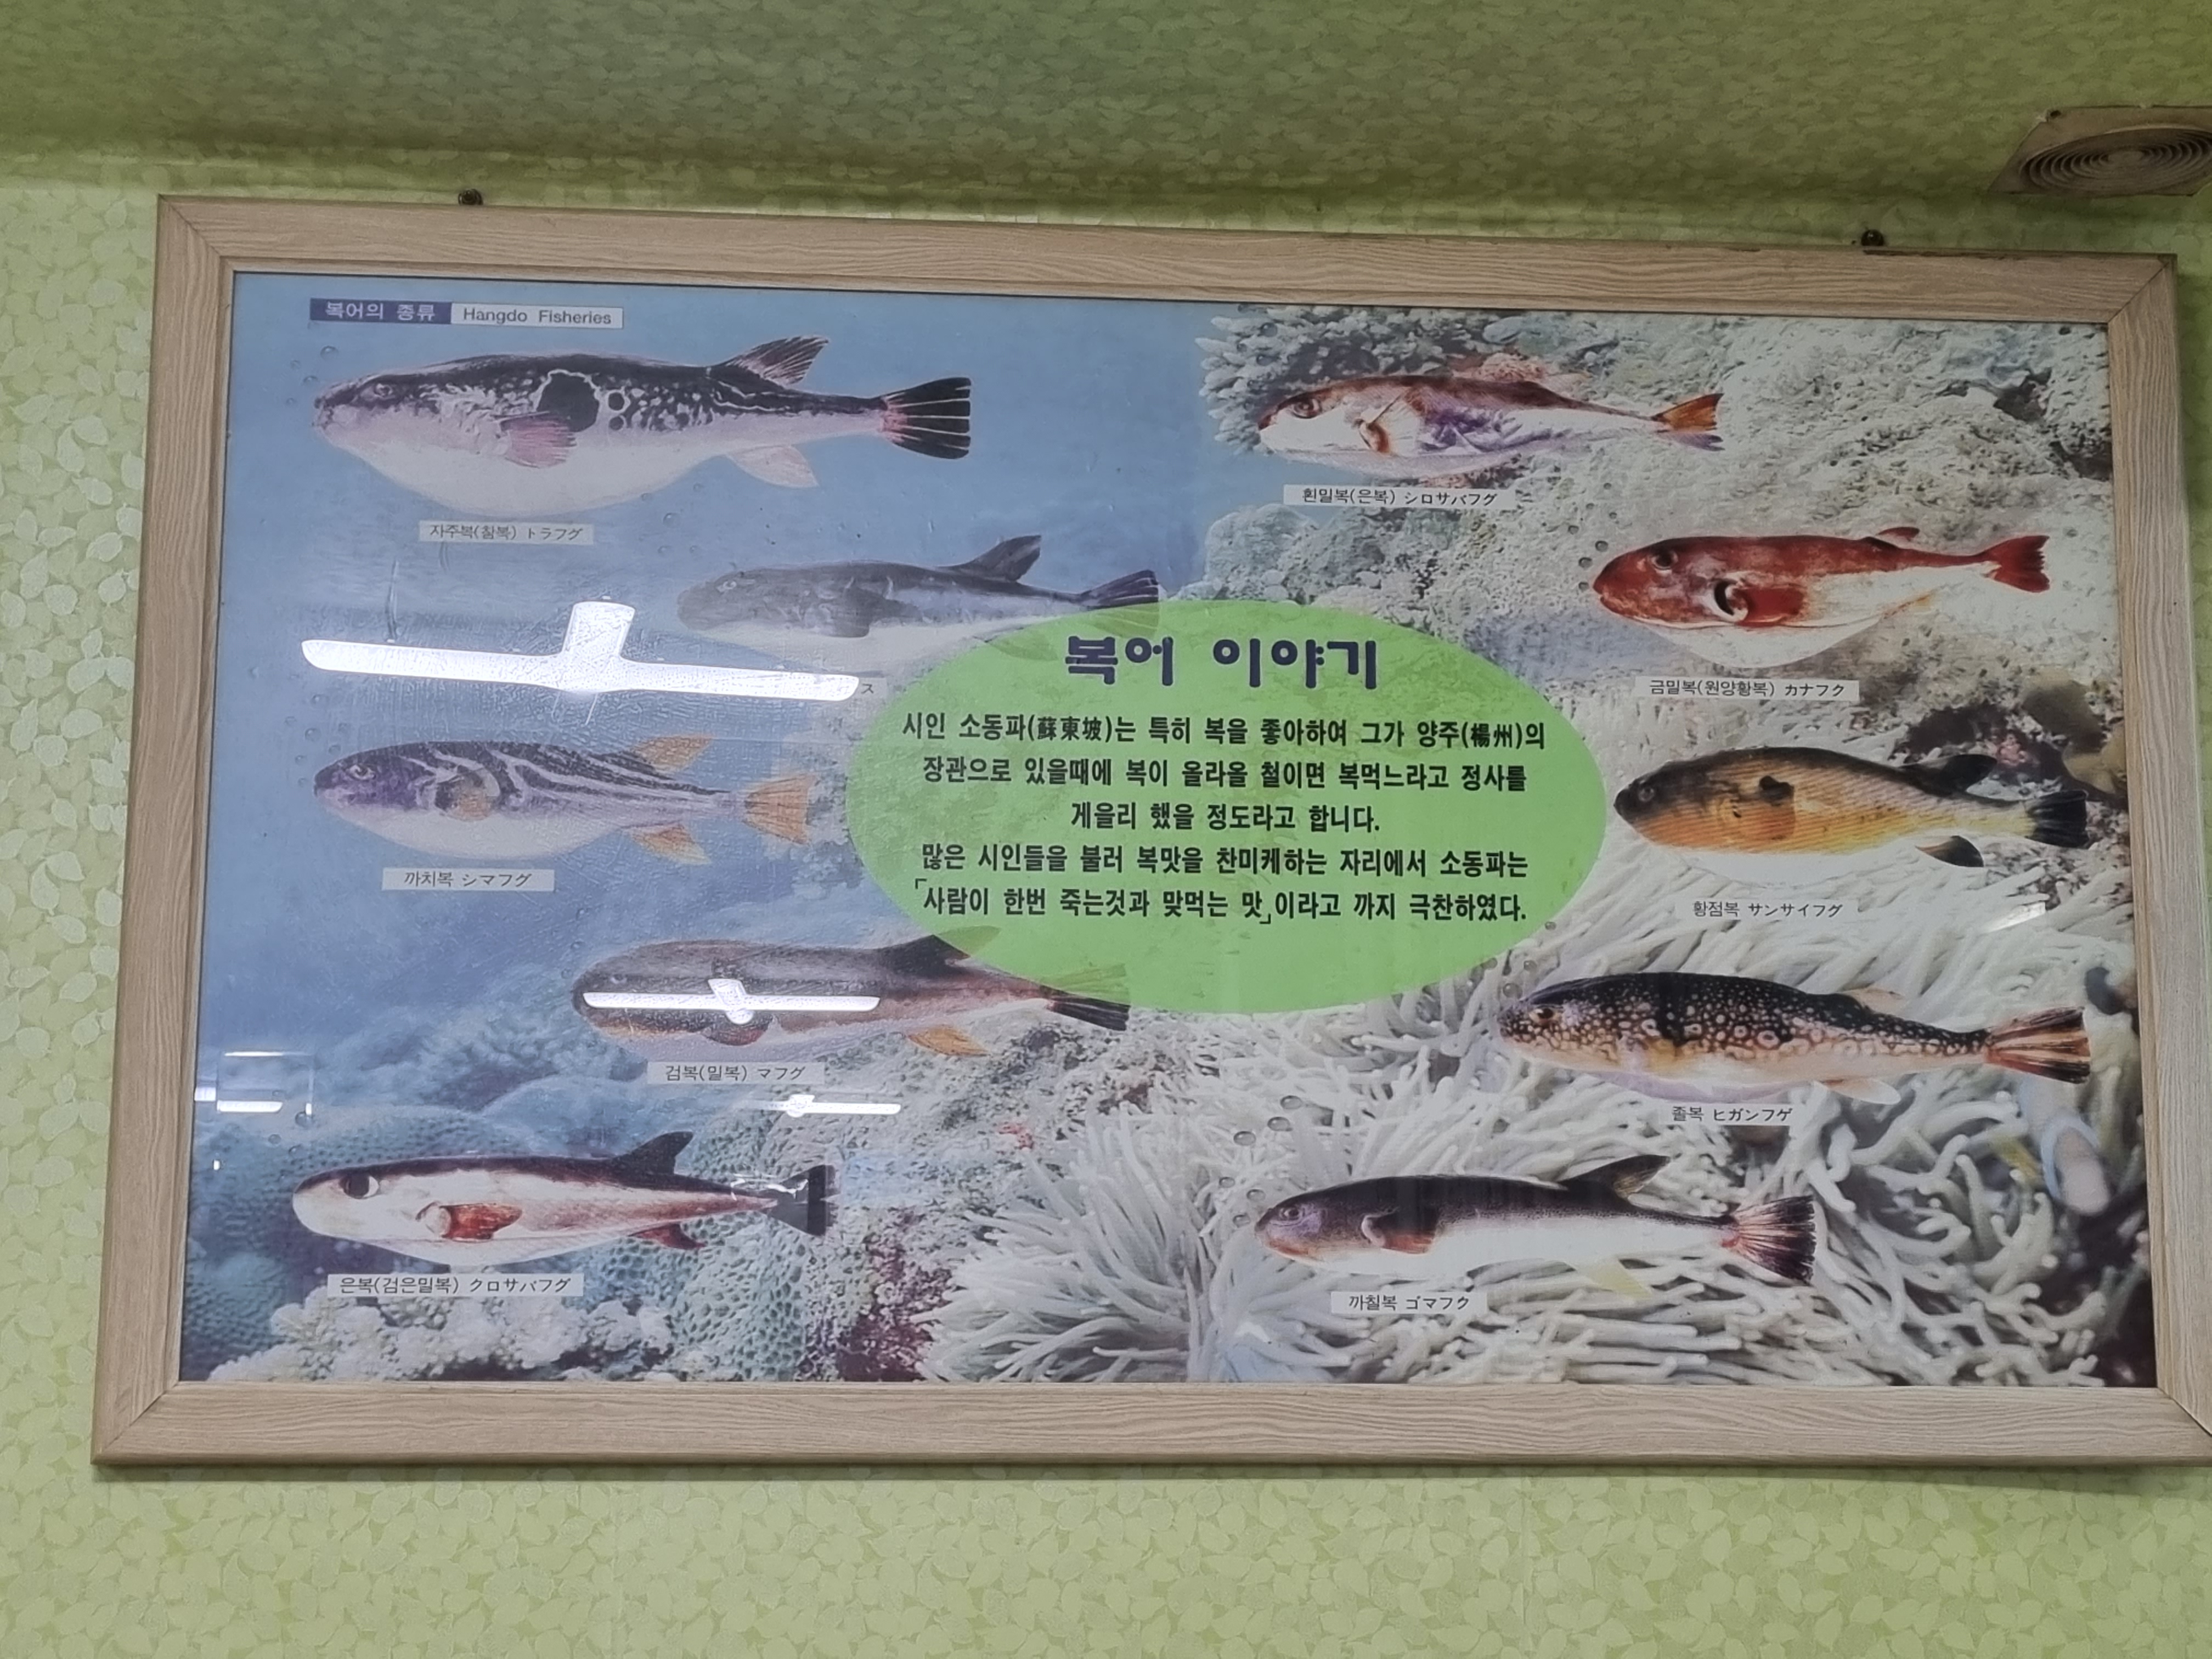 복어의 종류 Hangdo Fisheries
자주복(참복) トラフグ
흰밀복(은복) シロサバフグ
ス
금밀복(원양황복) カナフク
복어 이야기
시인 소동파(蘇東坡)는 특히 복을 좋아하여 그가 양주(楊州)의
장관으로 있을때에 복이 올라올 철이면 복먹느라고 정사를
게을리 했을 정도라고 합니다.
많은 시인들을 불러 복맛을 찬미케하는 자리에서 소동파는
「사람이 한번 죽는것과 맞먹는 맛」이라고 까지 극찬하였다.
까치복 シマフグ
황점복 サンサイフグ
검복(밀복) マフグ
졸복 ヒガンフゲ
은복(검은밀복) クロサバフグ
까칠복 ゴマフク